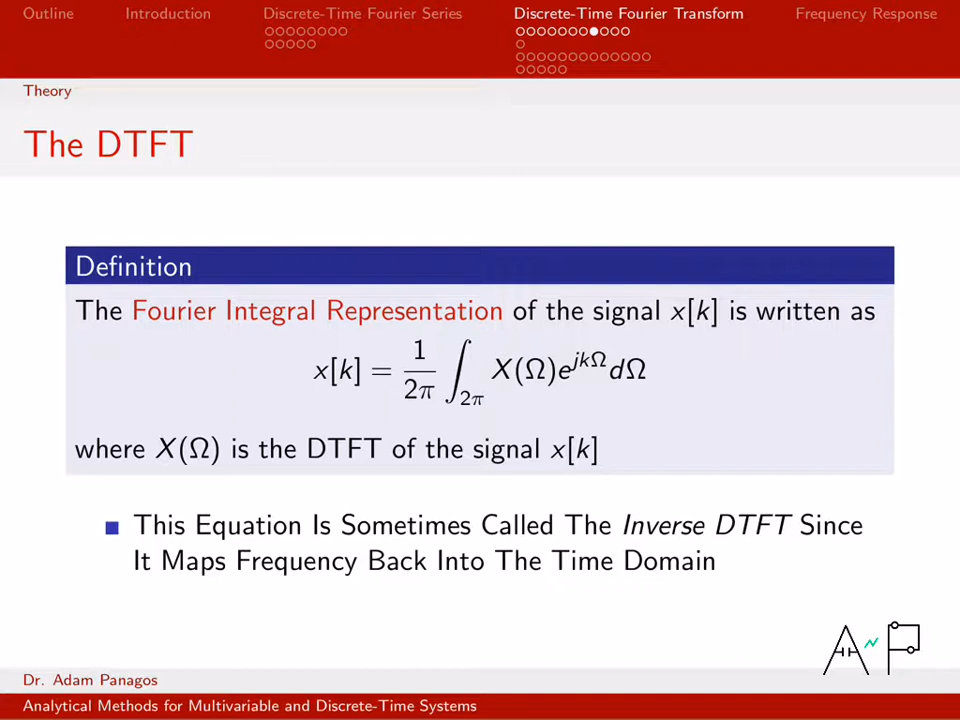 Outline Introduction Discrete-Time Fourier Series Discrete-Time Fourier Transform Frequency Response
Theory
The DTFT
Definition
The Fourier Integral Representation of the signal x[k] is written as
x[k] = \frac{1}{2π} \int_{2π} X(Ω)e^{jkΩ}dΩ
where X(Ω) is the DTFT of the signal x[k]
This Equation Is Sometimes Called The Inverse DTFT Since
It Maps Frequency Back Into The Time Domain
AP
Dr. Adam Panagos
Analytical Methods for Multivariable and Discrete-Time Systems